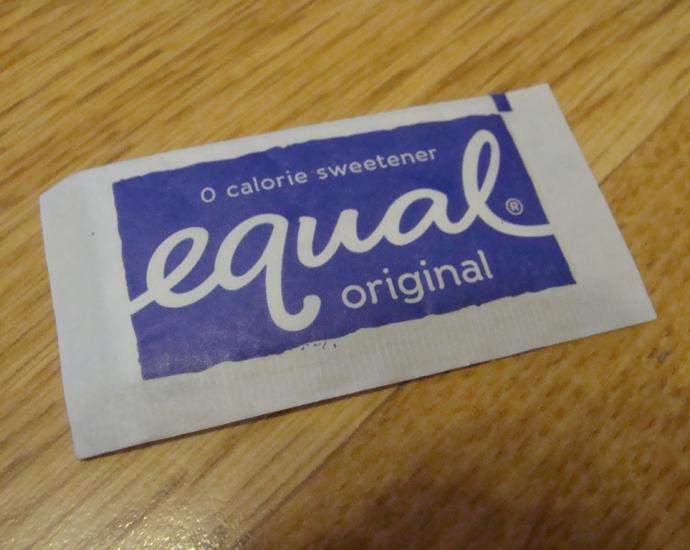 0 calorie sweetener
equal®
original